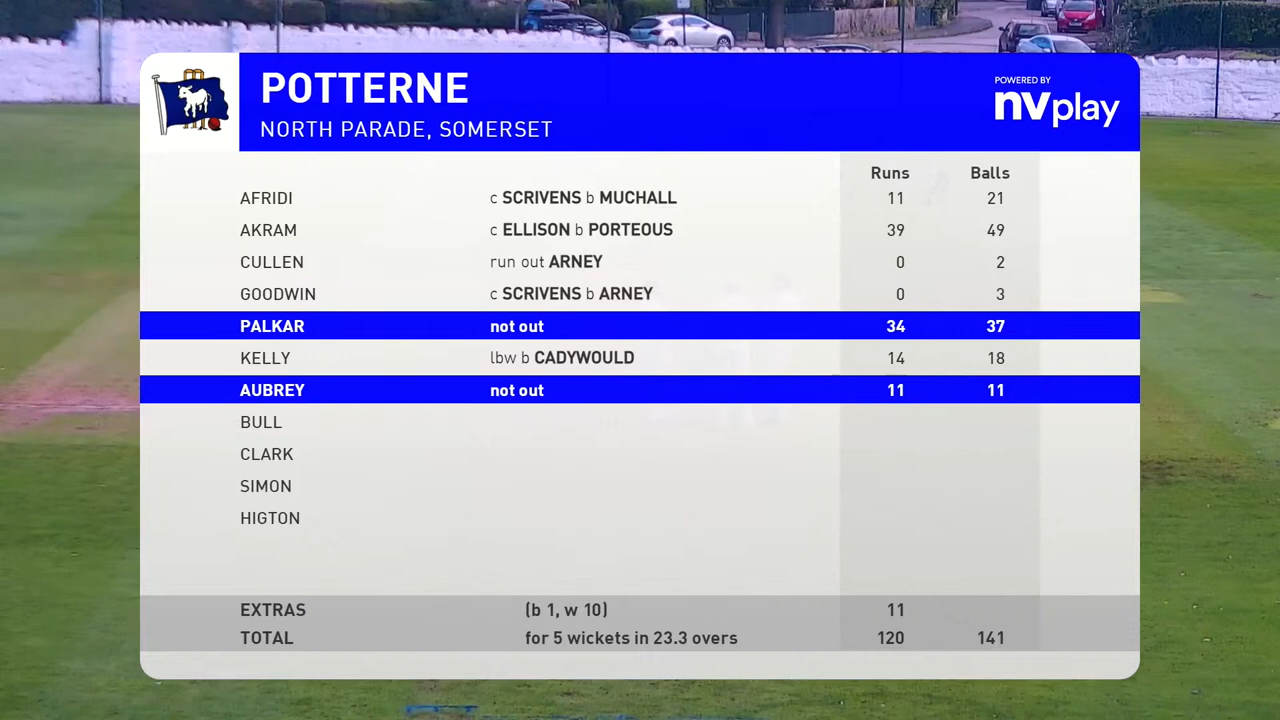 POTTERNE
NORTH PARADE, SOMERSET
POWERED BY
nvplay
Runs Balls
AFRIDI c SCRIVENS b MUCHALL 11 21
AKRAM c ELLISON b PORTEOUS 39 49
CULLEN run out ARNEY 0 2
GOODWIN c SCRIVENS b ARNEY 0 3
PALKAR not out 34 37
KELLY lbw b CADYWOULD 14 18
AUBREY not out 11 11
BULL
CLARK
SIMON
HIGTON
EXTRAS (b 1, w 10) 11
TOTAL for 5 wickets in 23.3 overs 120 141